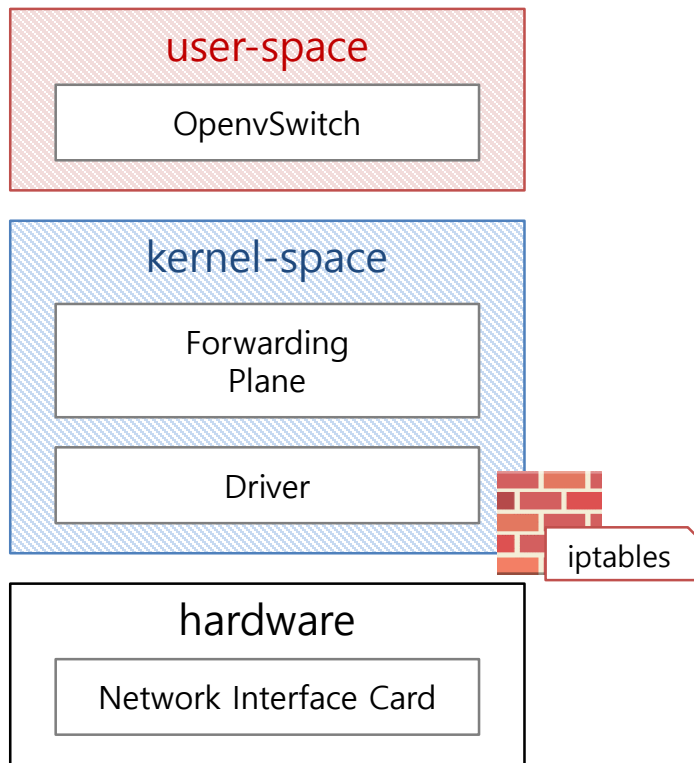 user-space
OpenvSwitch
kernel-space
Forwarding
Plane
Driver
iptables
hardware
Network Interface Card